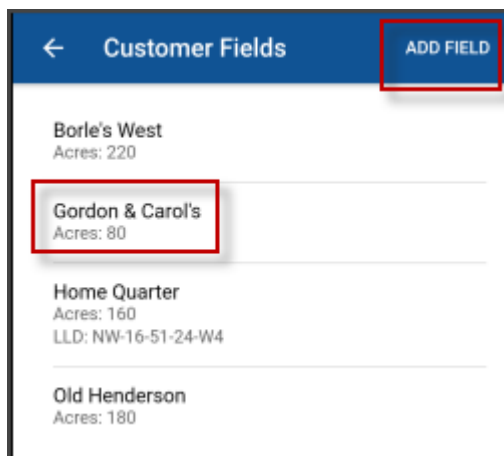 Customer Fields ADD FIELD
Borle's West
Acres: 220
Gordon & Carol's
Acres: 80
Home Quarter
Acres: 160
LLD: NW-16-51-24-W4
Old Henderson
Acres: 180